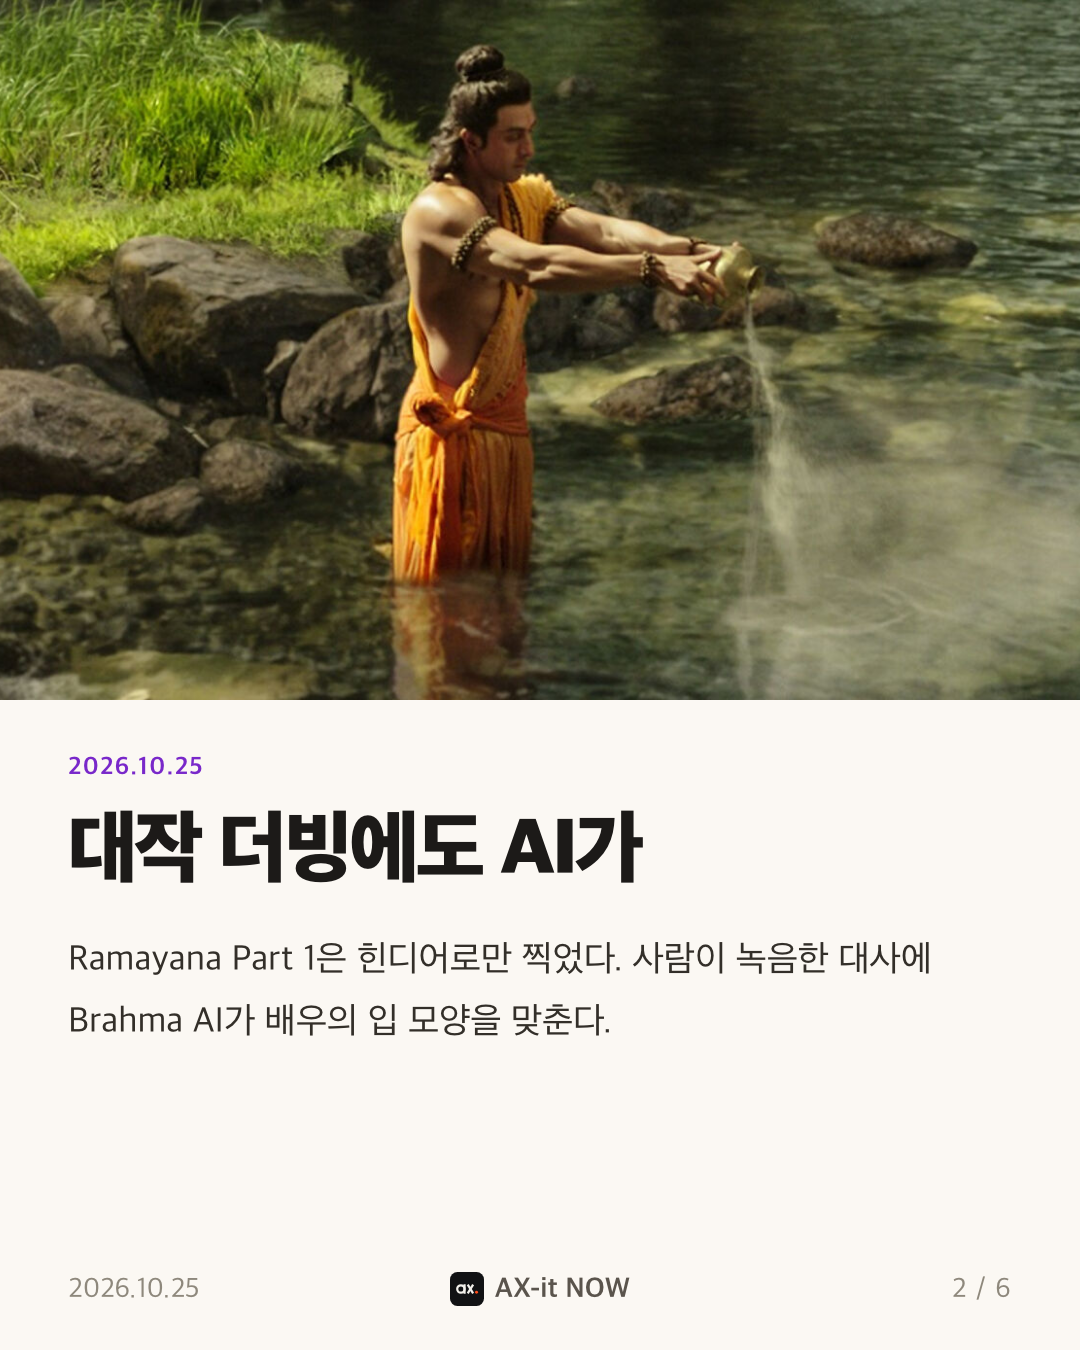 2026.10.25
대작 더빙에도 AI가
Ramayana Part 1은 힌디어로만 찍었다. 사람이 녹음한 대사에
Brahma AI가 배우의 입 모양을 맞춘다.
2026.10.25
ax.
AX-it NOW
2 / 6